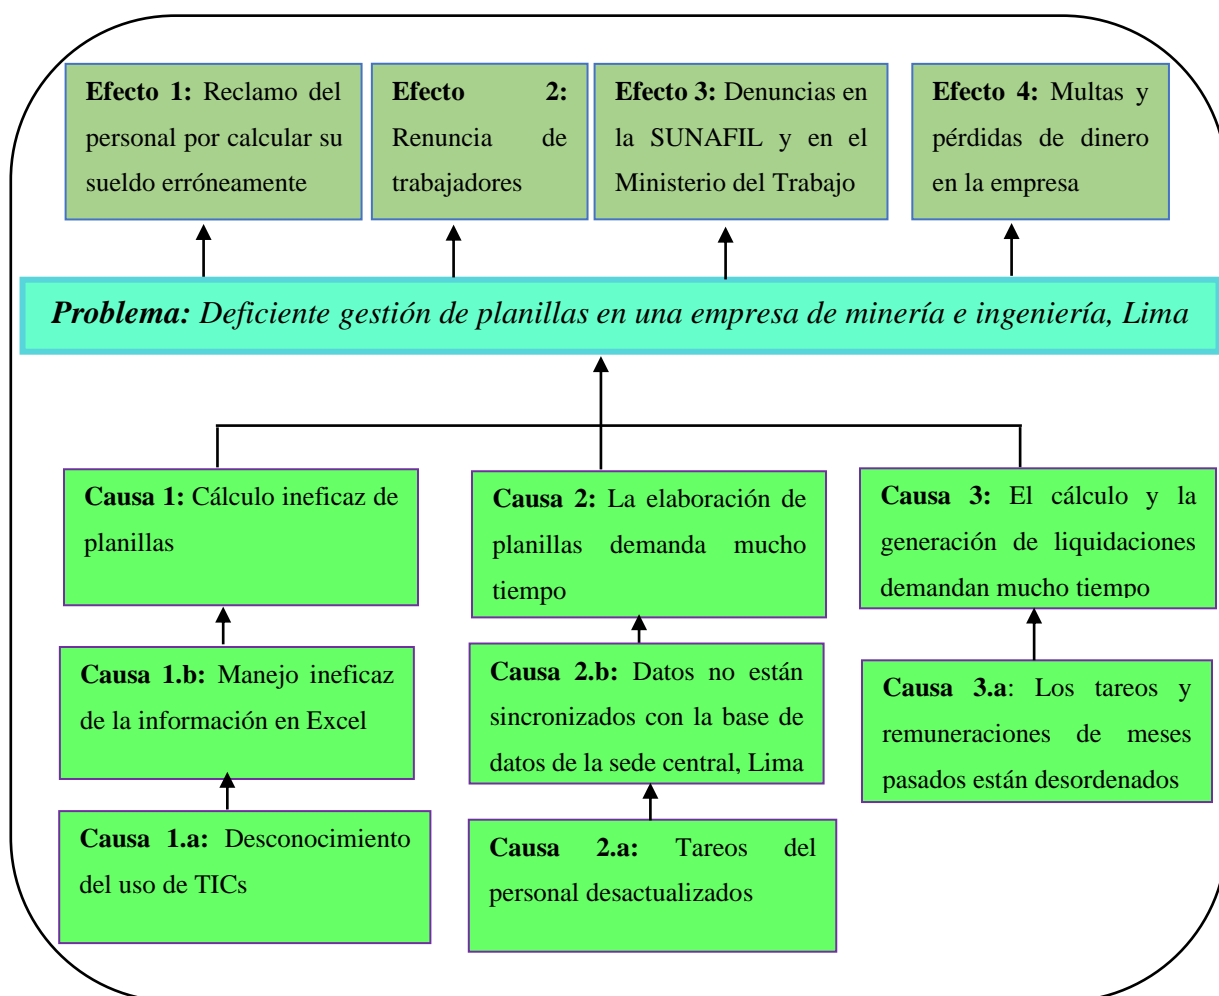 Efecto 1: Reclamo del
personal por calcular su
sueldo erróneamente
Efecto 2:
Renuncia de
trabajadores
Efecto 3: Denuncias en
la SUNAFIL y en el
Ministerio del Trabajo
Efecto 4: Multas y
pérdidas de dinero
en la empresa
Problema: Deficiente gestión de planillas en una empresa de minería e ingeniería, Lima
Causa 1: Cálculo ineficaz de
planillas
Causa 2: La elaboración de
planillas demanda mucho
tiempo
Causa 3: El cálculo y la
generación de liquidaciones
demandan mucho tiempo
Causa 1.b: Manejo ineficaz
de la información en Excel
Causa 2.b: Datos no están
sincronizados con la base de
datos de la sede central, Lima
Causa 3.a: Los tareos y
remuneraciones de meses
pasados están desordenados
Causa 1.a: Desconocimiento
del uso de TICs
Causa 2.a: Tareos del
personal desactualizados